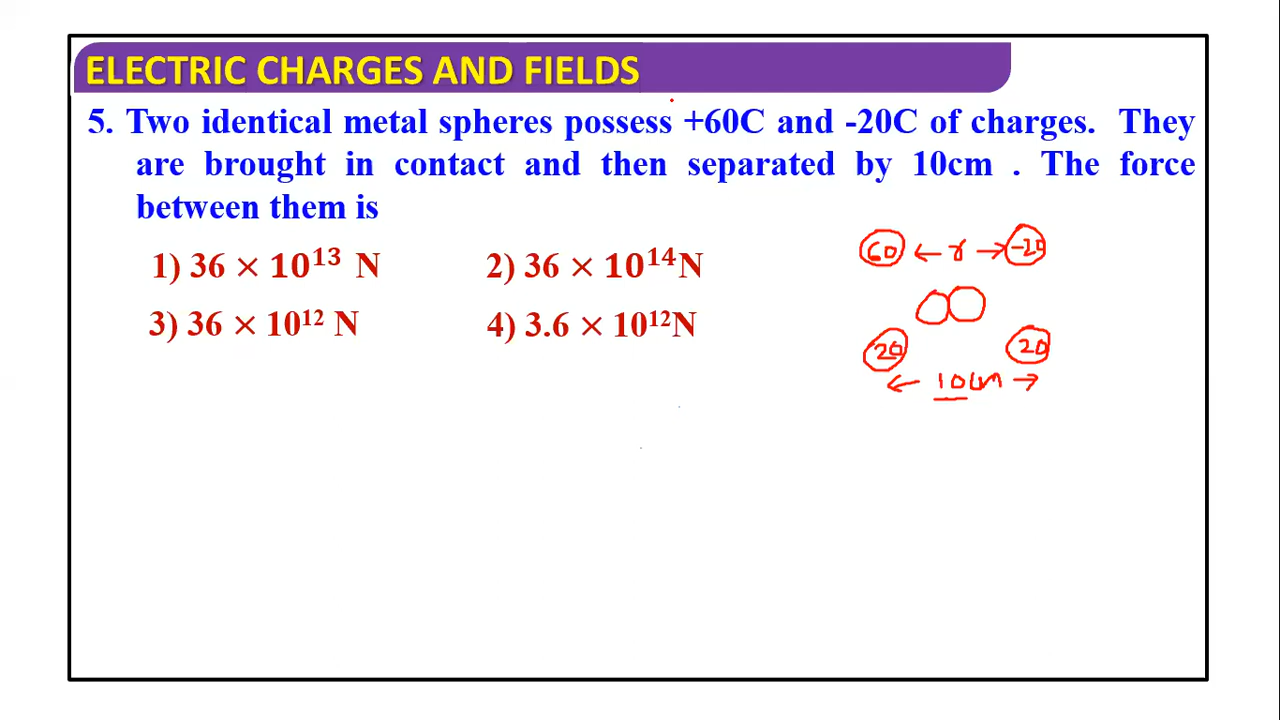 ELECTRIC CHARGES AND FIELDS
5. Two identical metal spheres possess +60C and -20C of charges. They
are brought in contact and then separated by 10cm . The force
between them is
1) 36 × 10¹³ N 2) 36 × 10¹⁴ N
3) 36 × 10¹² N 4) 3.6 × 10¹²N
60 ← r → -20
20 20
← 10cm →